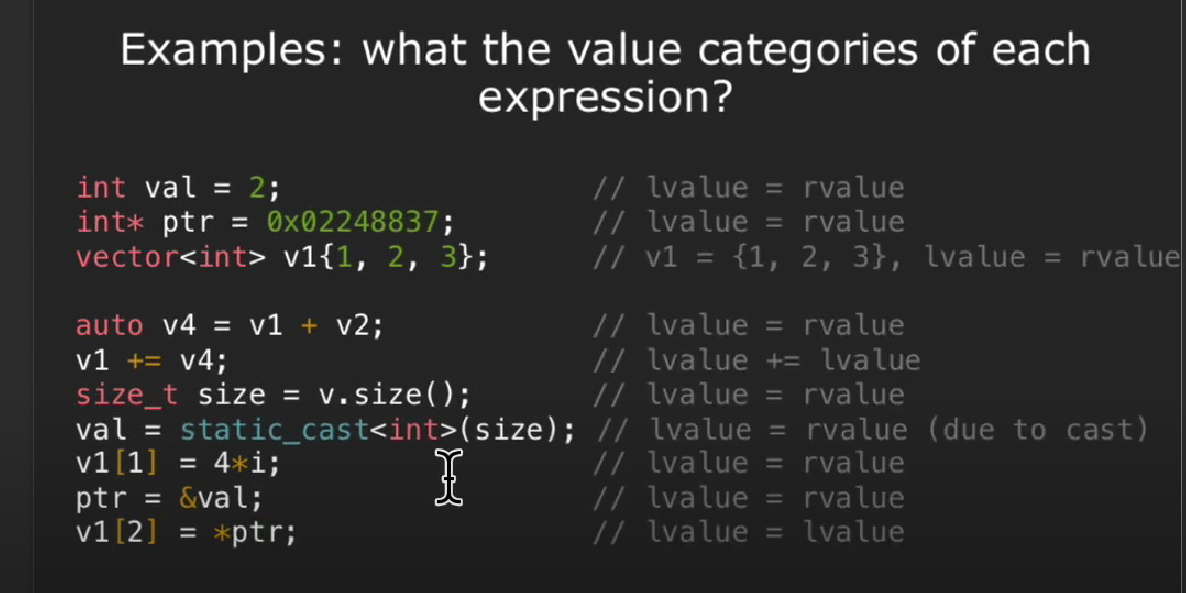 Examples: what the value categories of each
expression?
int val = 2; // lvalue = rvalue
int* ptr = 0x02248837; // lvalue = rvalue
vector<int> v1{1, 2, 3}; // v1 = {1, 2, 3}, lvalue = rvalue
auto v4 = v1 + v2; // lvalue = rvalue
v1 += v4; // lvalue += lvalue
size_t size = v.size(); // lvalue = rvalue
val = static_cast<int>(size); // lvalue = rvalue (due to cast)
v1[1] = 4*i; // lvalue = rvalue
ptr = &val; // lvalue = rvalue
v1[2] = *ptr; // lvalue = lvalue